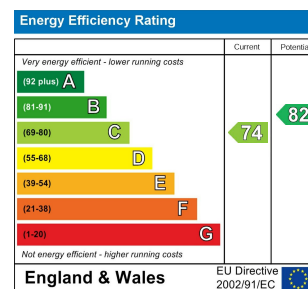 Energy Efficiency Rating
Current Potentia
Very energy efficient - lower running costs
(92 plus) A
(81-91) B
(69-80) C
(55-68) D
(39-54) E
(21-38) F
(1-20) G
74
82
Not energy efficient - higher running costs
England & Wales
EU Directive
2002/91/EC